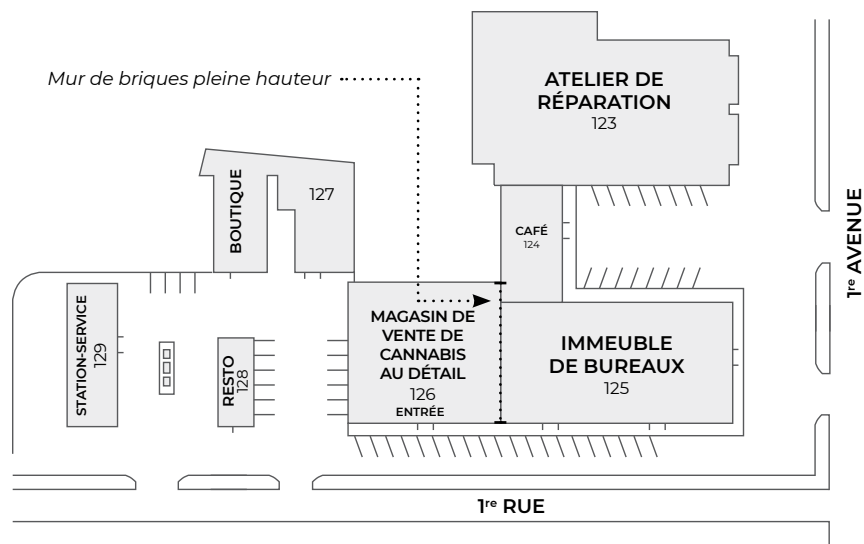 Mur de briques pleine hauteur
ATELIER DE
RÉPARATION
123
BOUTIQUE
127
CAFÉ
124
1re AVENUE
STATION-SERVICE
129
RESTO
128
MAGASIN DE
VENTE DE
CANNABIS
AU DÉTAIL
126
ENTRÉE
IMMEUBLE
DE BUREAUX
125
1re RUE